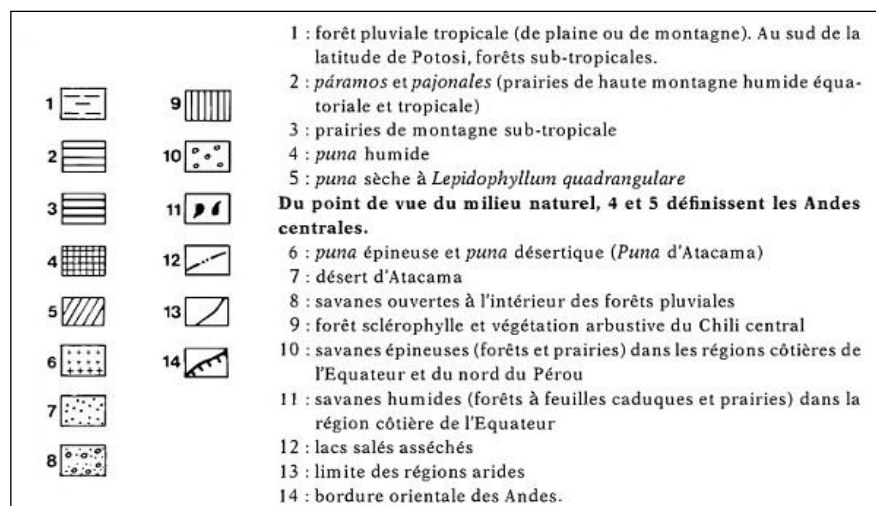 1
2
3
4
5
6
7
8
9
10
11
12
13
14
1 : forêt pluviale tropicale (de plaine ou de montagne). Au sud de la
latitude de Potosi, forêts sub-tropicales.
2 : páramos et pajonales (prairies de haute montagne humide équa-
toriale et tropicale)
3 : prairies de montagne sub-tropicale
4 : puna humide
5 : puna sèche à Lepidophyllum quadrangulare
Du point de vue du milieu naturel, 4 et 5 définissent les Andes
centrales.
6 : puna épineuse et puna désertique (Puna d'Atacama)
7 : désert d'Atacama
8 : savanes ouvertes à l'intérieur des forêts pluviales
9 : forêt sclérophylle et végétation arbustive du Chili central
10 : savanes épineuses (forêts et prairies) dans les régions côtières de
l'Equateur et du nord du Pérou
11 : savanes humides (forêts à feuilles caduques et prairies) dans la
région côtière de l'Equateur
12 : lacs salés asséchés
13 : limite des régions arides
14 : bordure orientale des Andes.